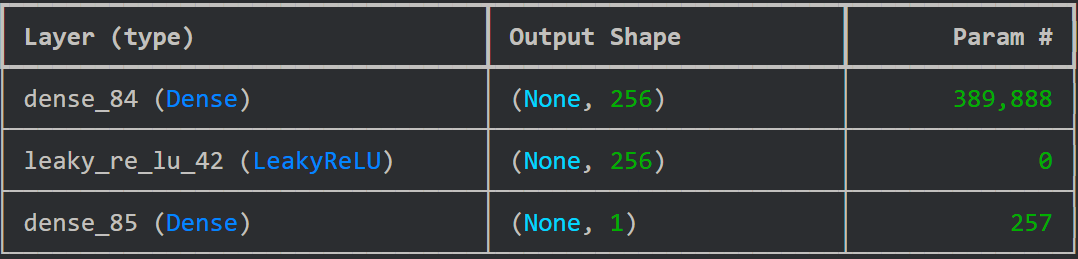 Layer (type) Output Shape Param #
dense_84 (Dense) (None, 256) 389,888
leaky_re_lu_42 (LeakyReLU) (None, 256) 0
dense_85 (Dense) (None, 1) 257